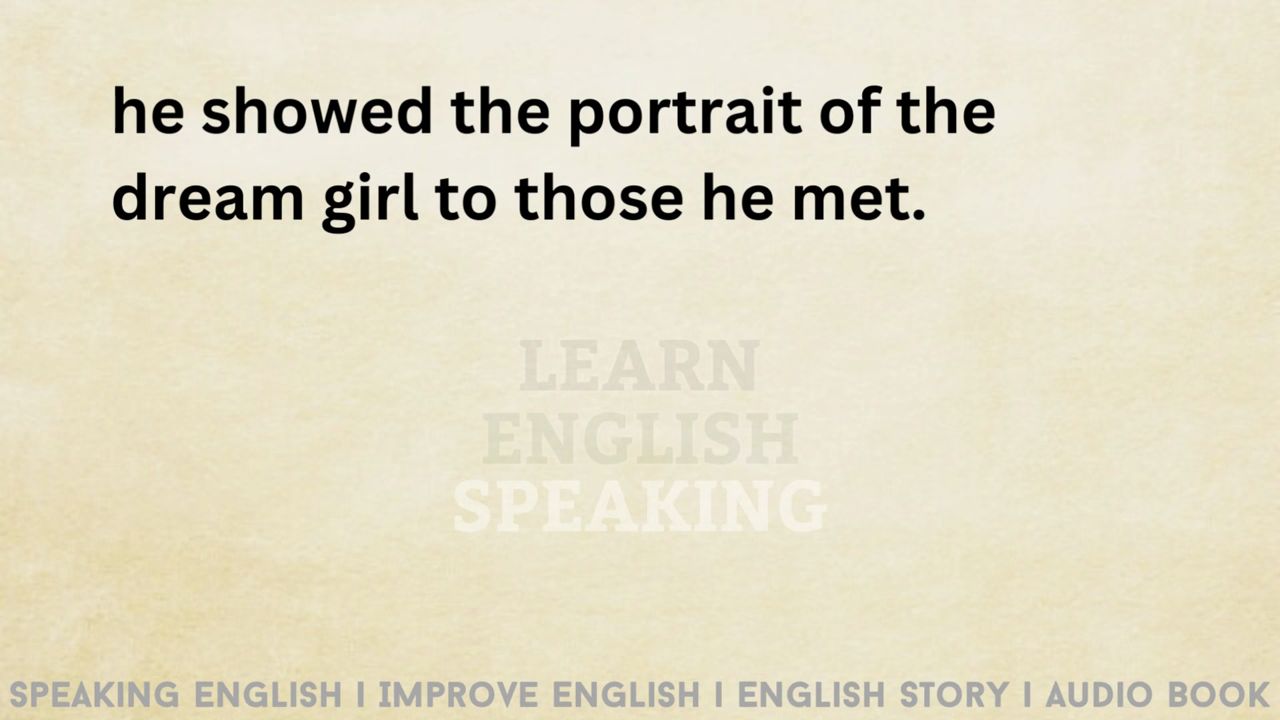 he showed the portrait of the
dream girl to those he met.
LEARN
ENGLISH
SPEAKING
SPEAKING ENGLISH I IMPROVE ENGLISH I ENGLISH STORY I AUDIO BOOK